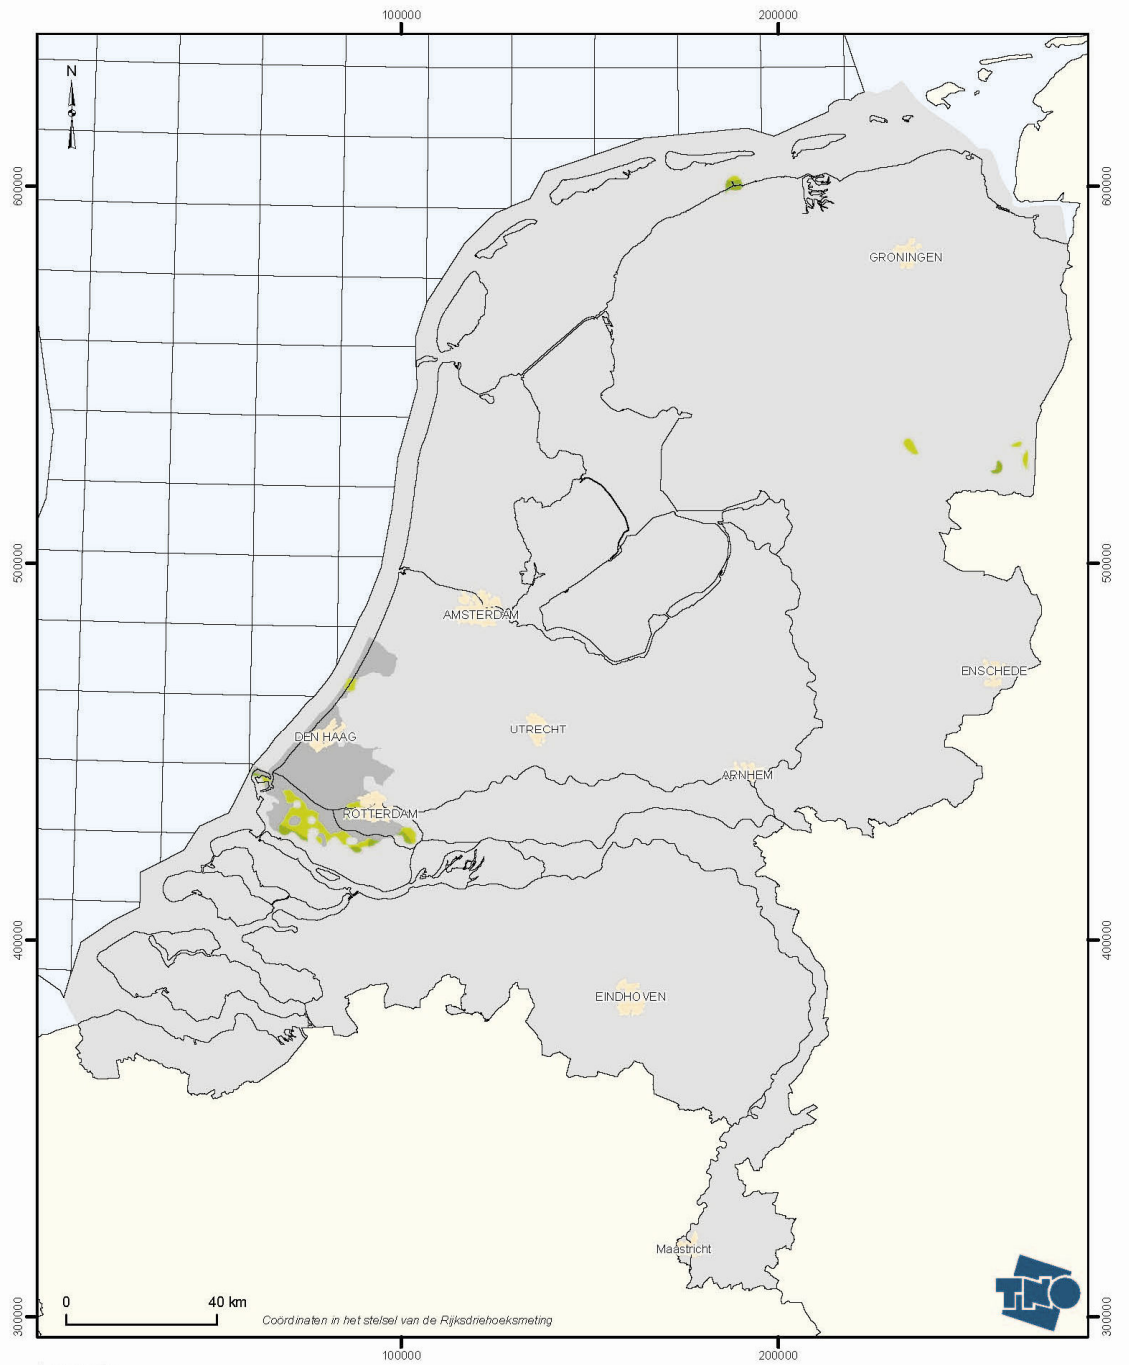 100000 200000
N
600000 600000
GRONINGEN
500000 500000
AMSTERDAM
ENSCHEDE
UTRECHT
DEN HAAG
ARNHEM
ROTTERDAM
400000 400000
EINDHOVEN
Maastricht
TNO
0 40 km
300000 300000
Coördinaten in het stelsel van de Rijksdriehoeksmeting
100000 200000